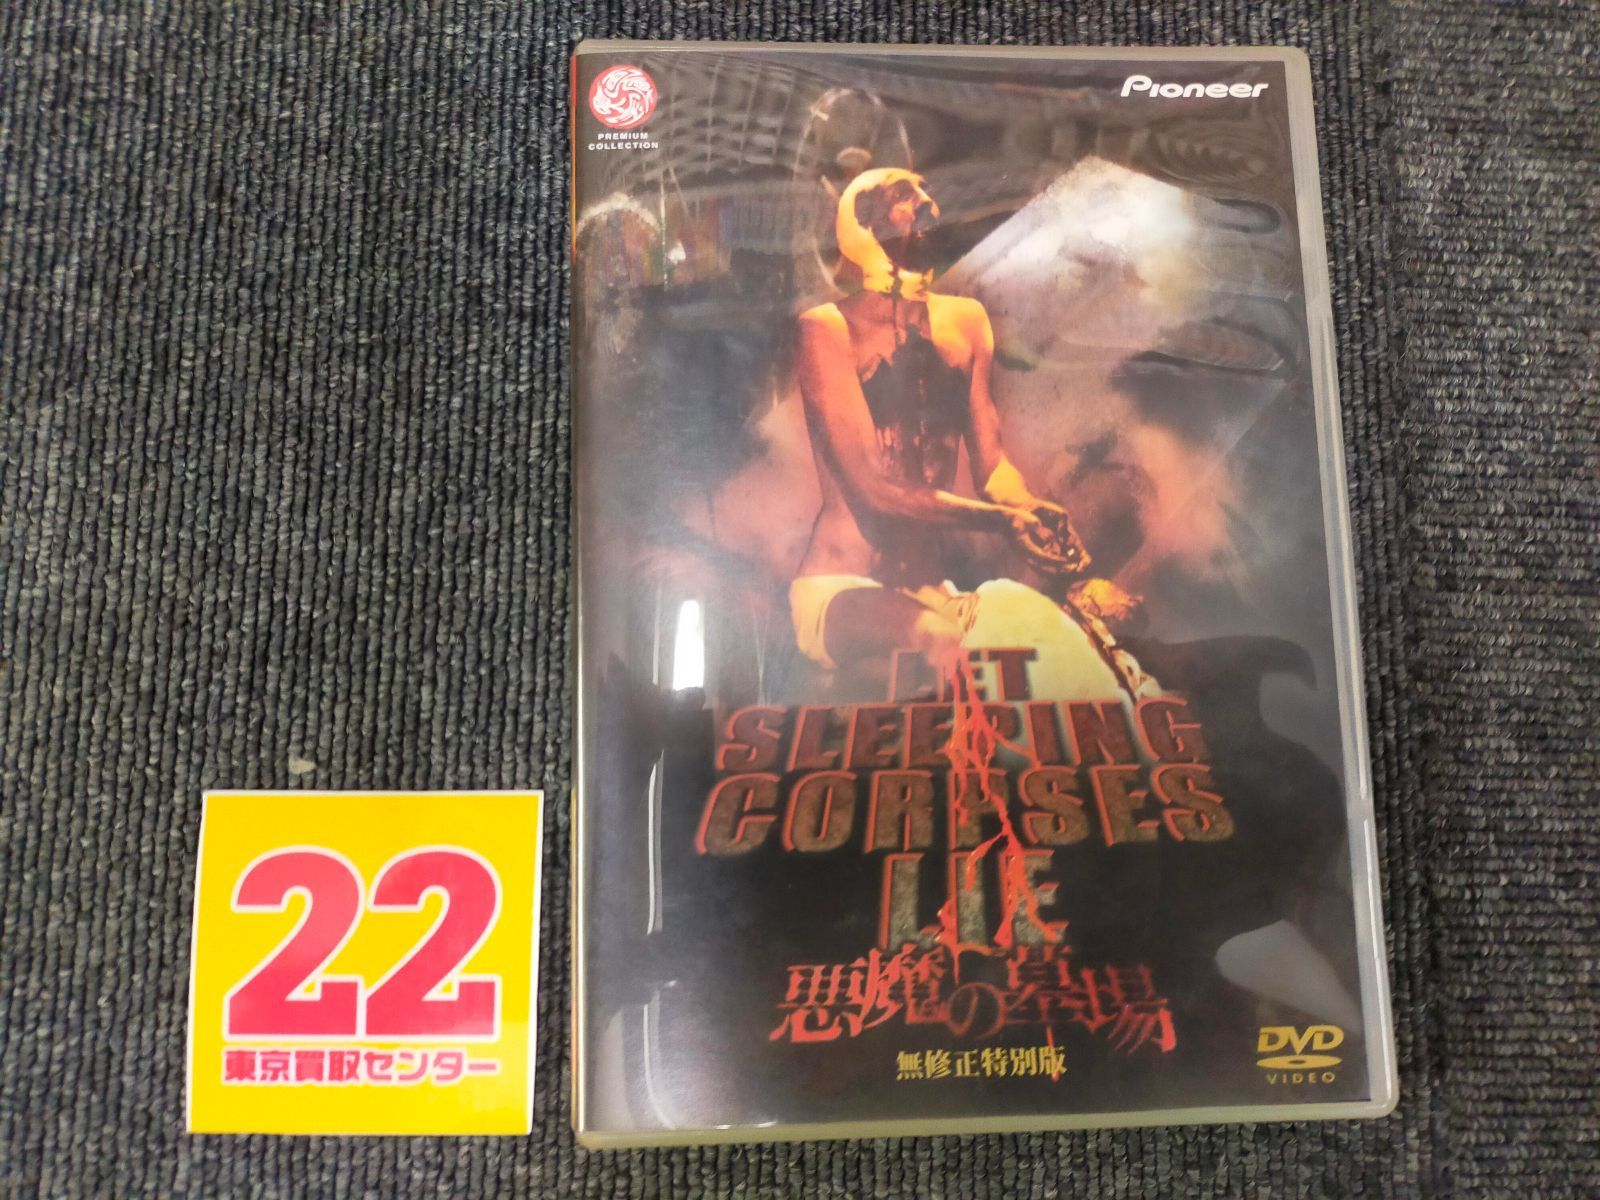 PREMIUM
COLLECTION
Pioneer
LET
SLEEPING
CORPSES
LIE
悪魔の墓場
無修正特別版
DVD
VIDEO
22
東京買取センター